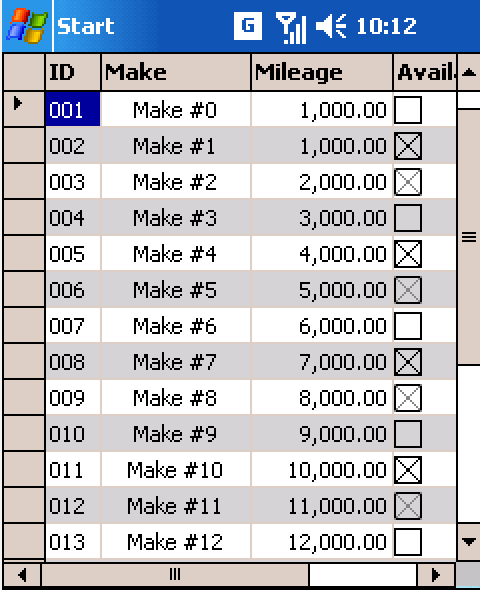 Start G 10:12
ID Make Mileage Avail
001 Make #0 1,000.00
002 Make #1 1,000.00
003 Make #2 2,000.00
004 Make #3 3,000.00
005 Make #4 4,000.00
006 Make #5 5,000.00
007 Make #6 6,000.00
008 Make #7 7,000.00
009 Make #8 8,000.00
010 Make #9 9,000.00
011 Make #10 10,000.00
012 Make #11 11,000.00
013 Make #12 12,000.00